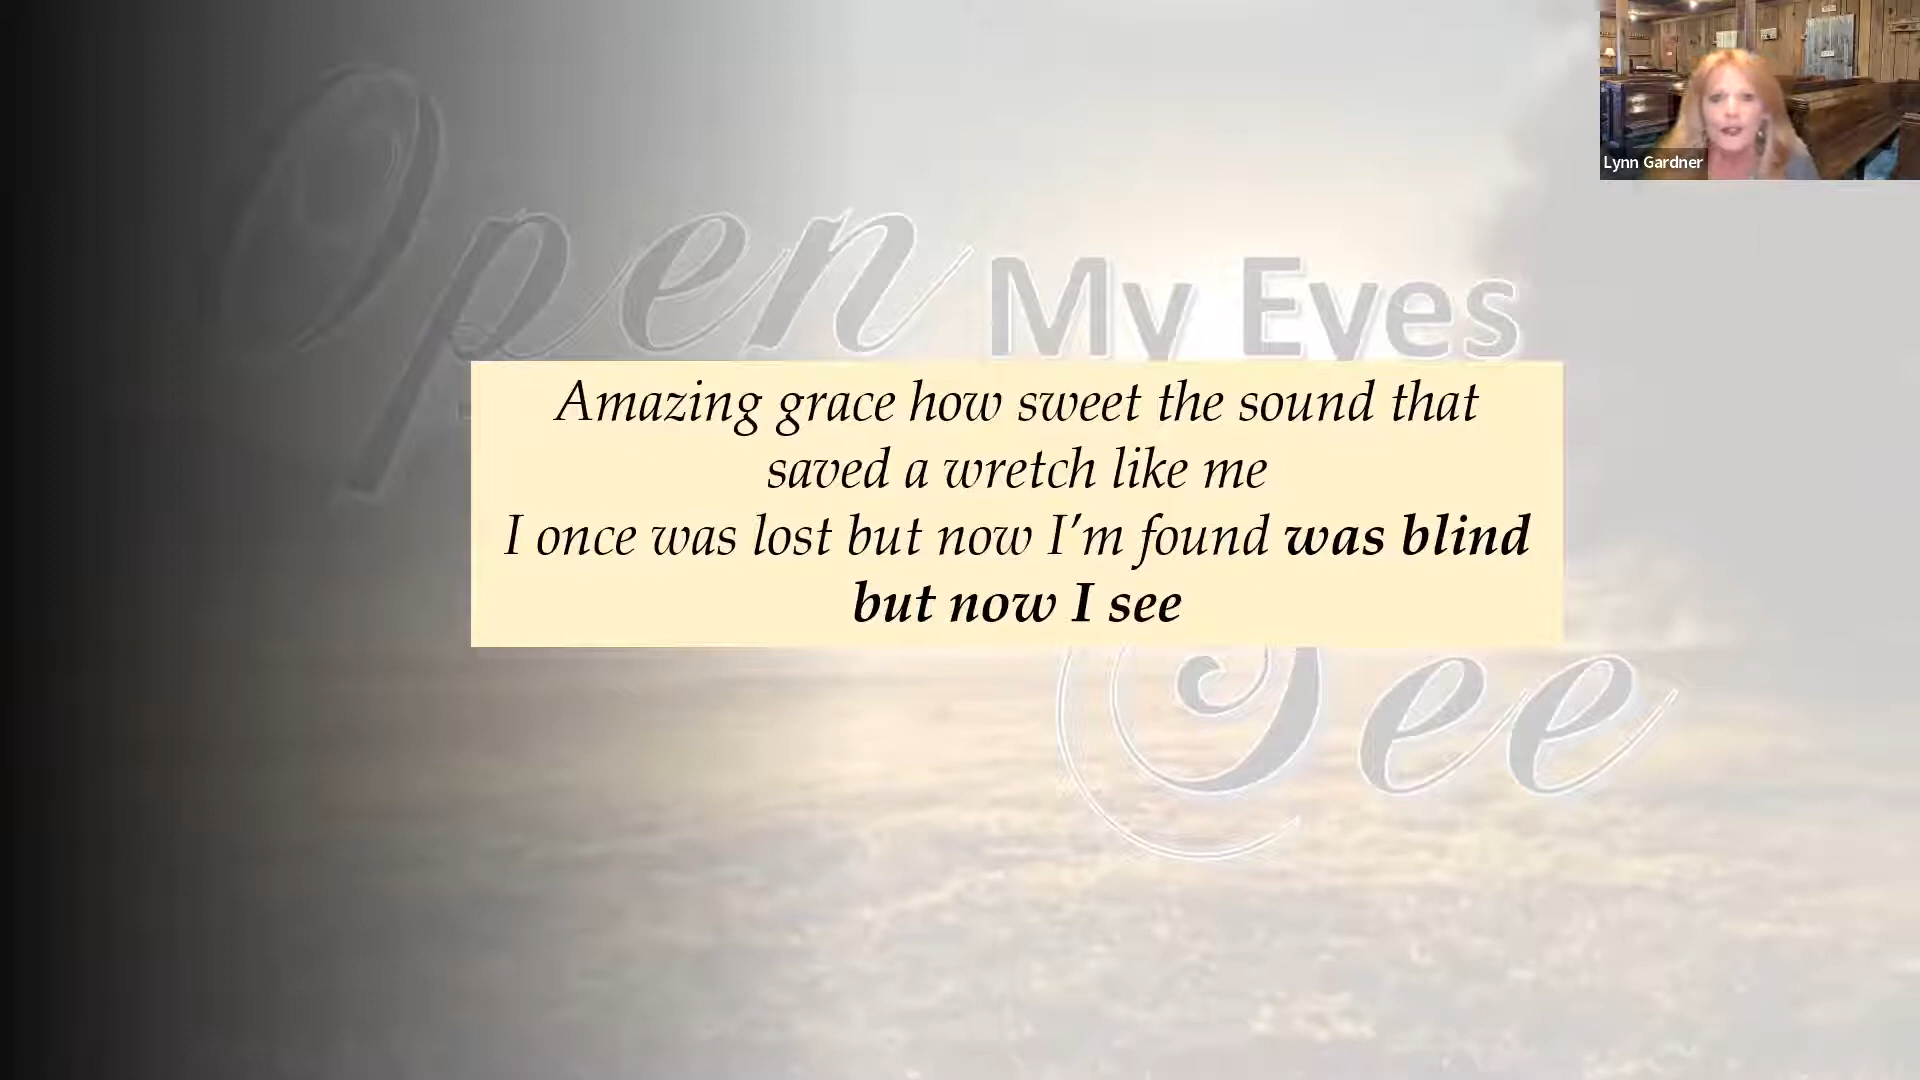 Lynn Gardner
Open My Eyes
Amazing grace how sweet the sound that
saved a wretch like me
I once was lost but now I’m found was blind
but now I see
See